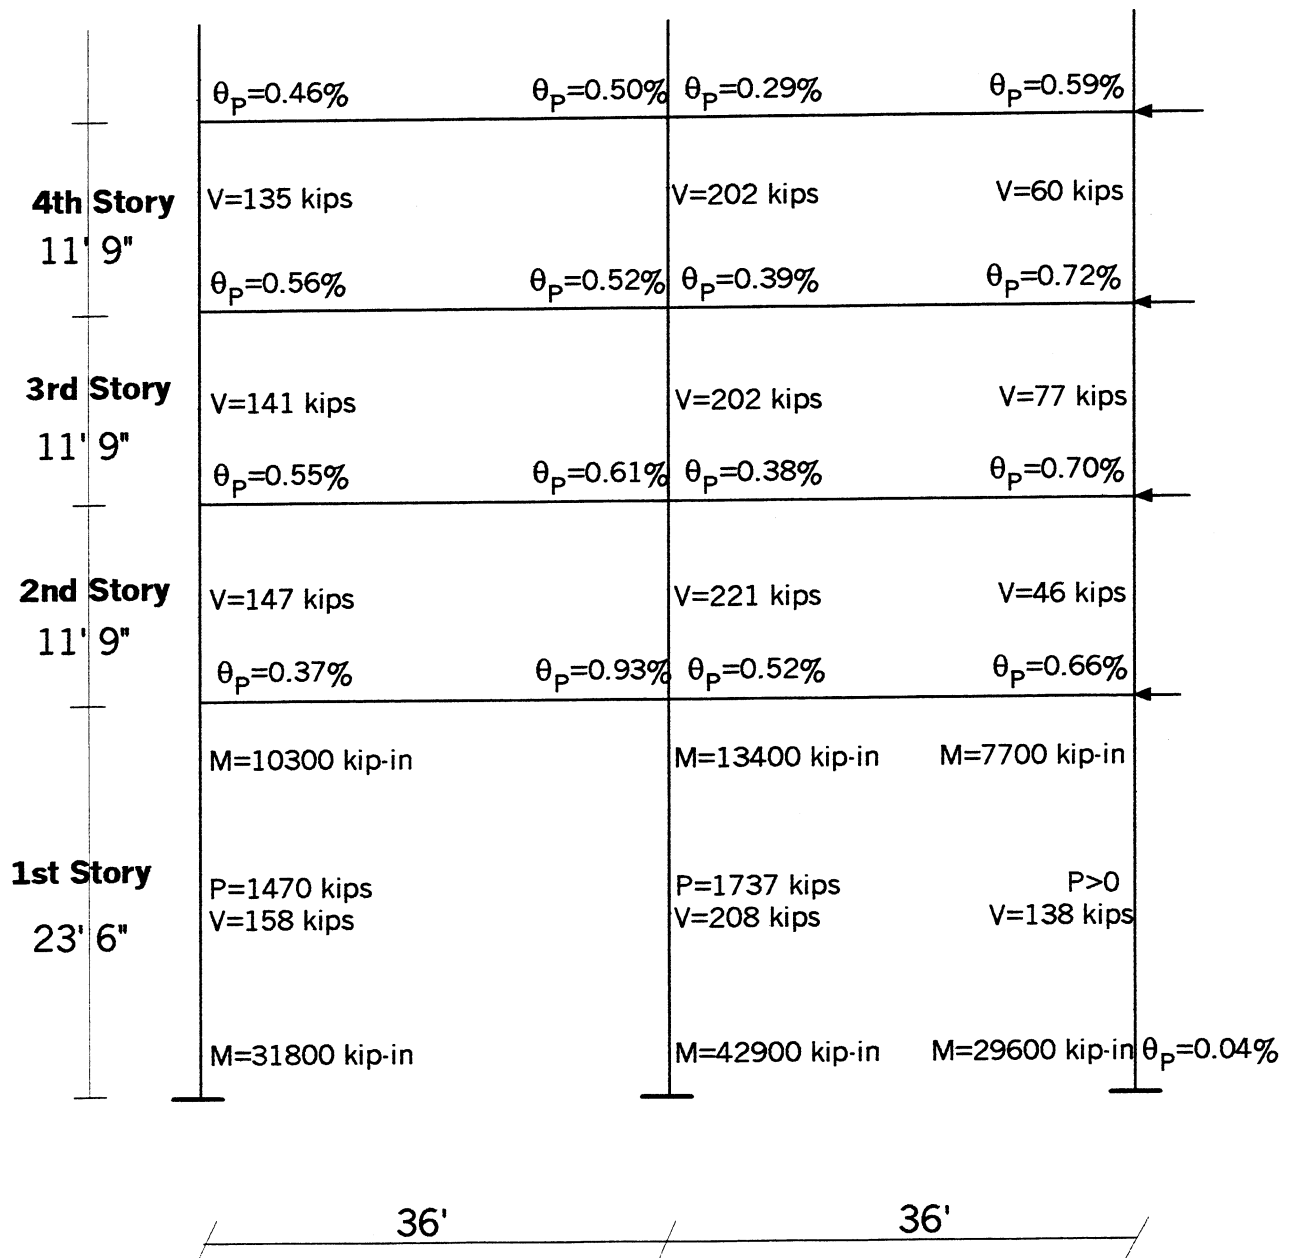 θP=0.46% θP=0.50% θP=0.29% θP=0.59%
4th Story V=135 kips V=202 kips V=60 kips
11' 9"
θP=0.56% θP=0.52% θP=0.39% θP=0.72%
3rd Story V=141 kips V=202 kips V=77 kips
11' 9"
θP=0.55% θP=0.61% θP=0.38% θP=0.70%
2nd Story V=147 kips V=221 kips V=46 kips
11' 9"
θP=0.37% θP=0.93% θP=0.52% θP=0.66%
M=10300 kip-in M=13400 kip-in M=7700 kip-in
1st Story P=1470 kips P=1737 kips P>0
23' 6" V=158 kips V=208 kips V=138 kips
M=31800 kip-in M=42900 kip-in M=29600 kip-in θP=0.04%
36' 36'